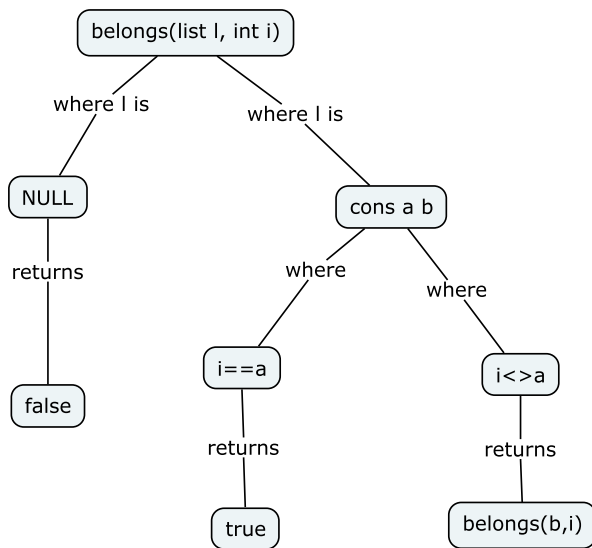 belongs(list l, int i)
where l is
where l is
NULL
cons a b
returns
where
where
i==a
i<>a
false
returns
returns
true
belongs(b,i)